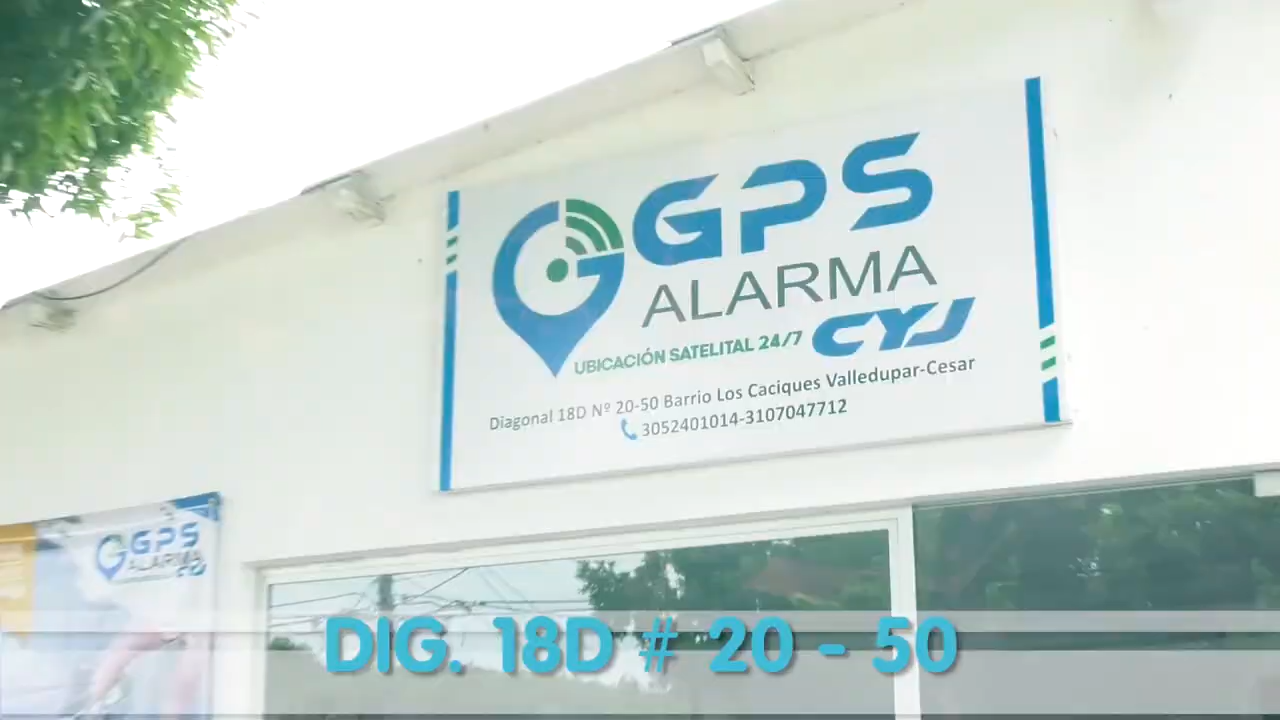 GPS
ALARMA
UBICACIÓN SATELITAL 24/7 CYJ
Diagonal 18D Nº 20-50 Barrio Los Caciques Valledupar-Cesar
3052401014-3107047712
GPS
ALARMA
DIG. 18D # 20 - 50